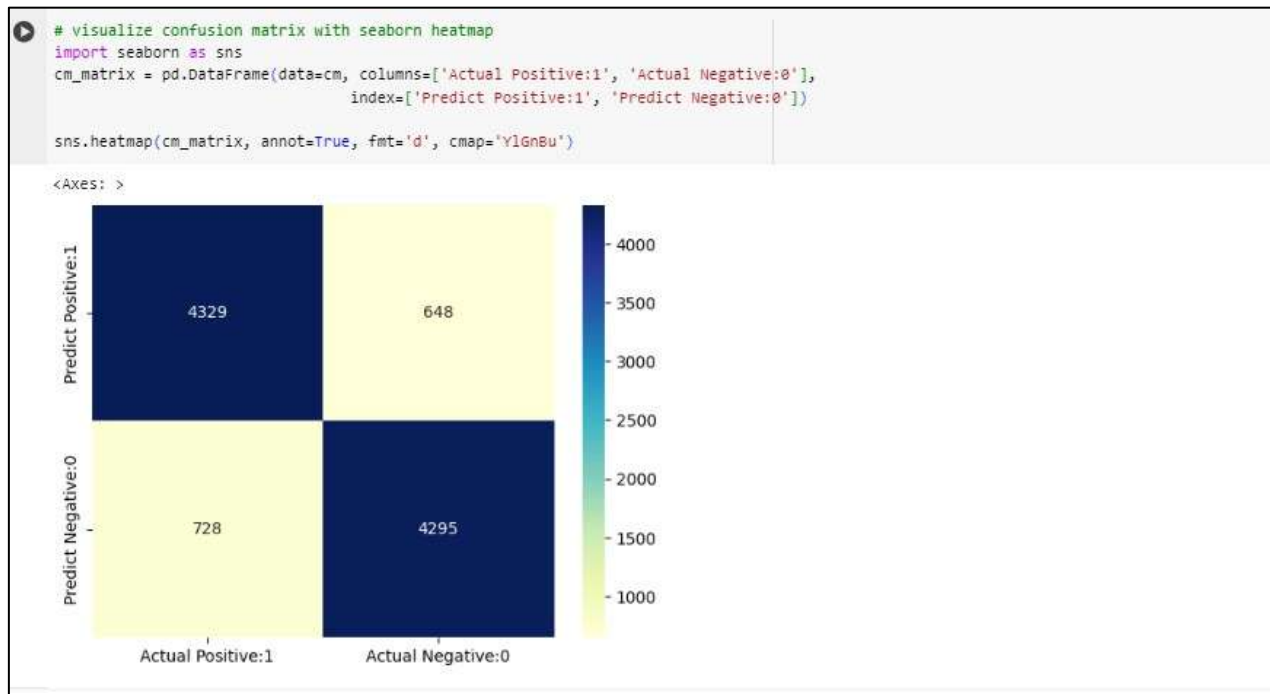 # visualize confusion matrix with seaborn heatmap
import seaborn as sns
cm_matrix = pd.DataFrame(data=cm, columns=['Actual Positive:1', 'Actual Negative:0'],
index=['Predict Positive:1', 'Predict Negative:0'])
sns.heatmap(cm_matrix, annot=True, fmt='d', cmap='YlGnBu')
<Axes: >
Predict Positive:1
4329
648
Predict Negative:0
728
4295
Actual Positive:1
Actual Negative:0
4000
3500
3000
2500
2000
1500
1000